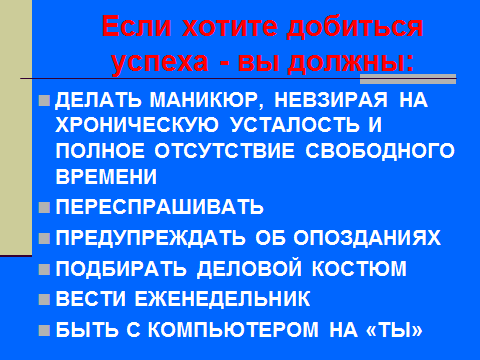 Если хотите добиться
успеха - вы должны:
ДЕЛАТЬ МАНИКЮР, НЕВЗИРАЯ НА
ХРОНИЧЕСКУЮ УСТАЛОСТЬ И
ПОЛНОЕ ОТСУТСТВИЕ СВОБОДНОГО
ВРЕМЕНИ
ПЕРЕСПРАШИВАТЬ
ПРЕДУПРЕЖДАТЬ ОБ ОПОЗДАНИЯХ
ПОДБИРАТЬ ДЕЛОВОЙ КОСТЮМ
ВЕСТИ ЕЖЕНЕДЕЛЬНИК
БЫТЬ С КОМПЬЮТЕРОМ НА «ТЫ»